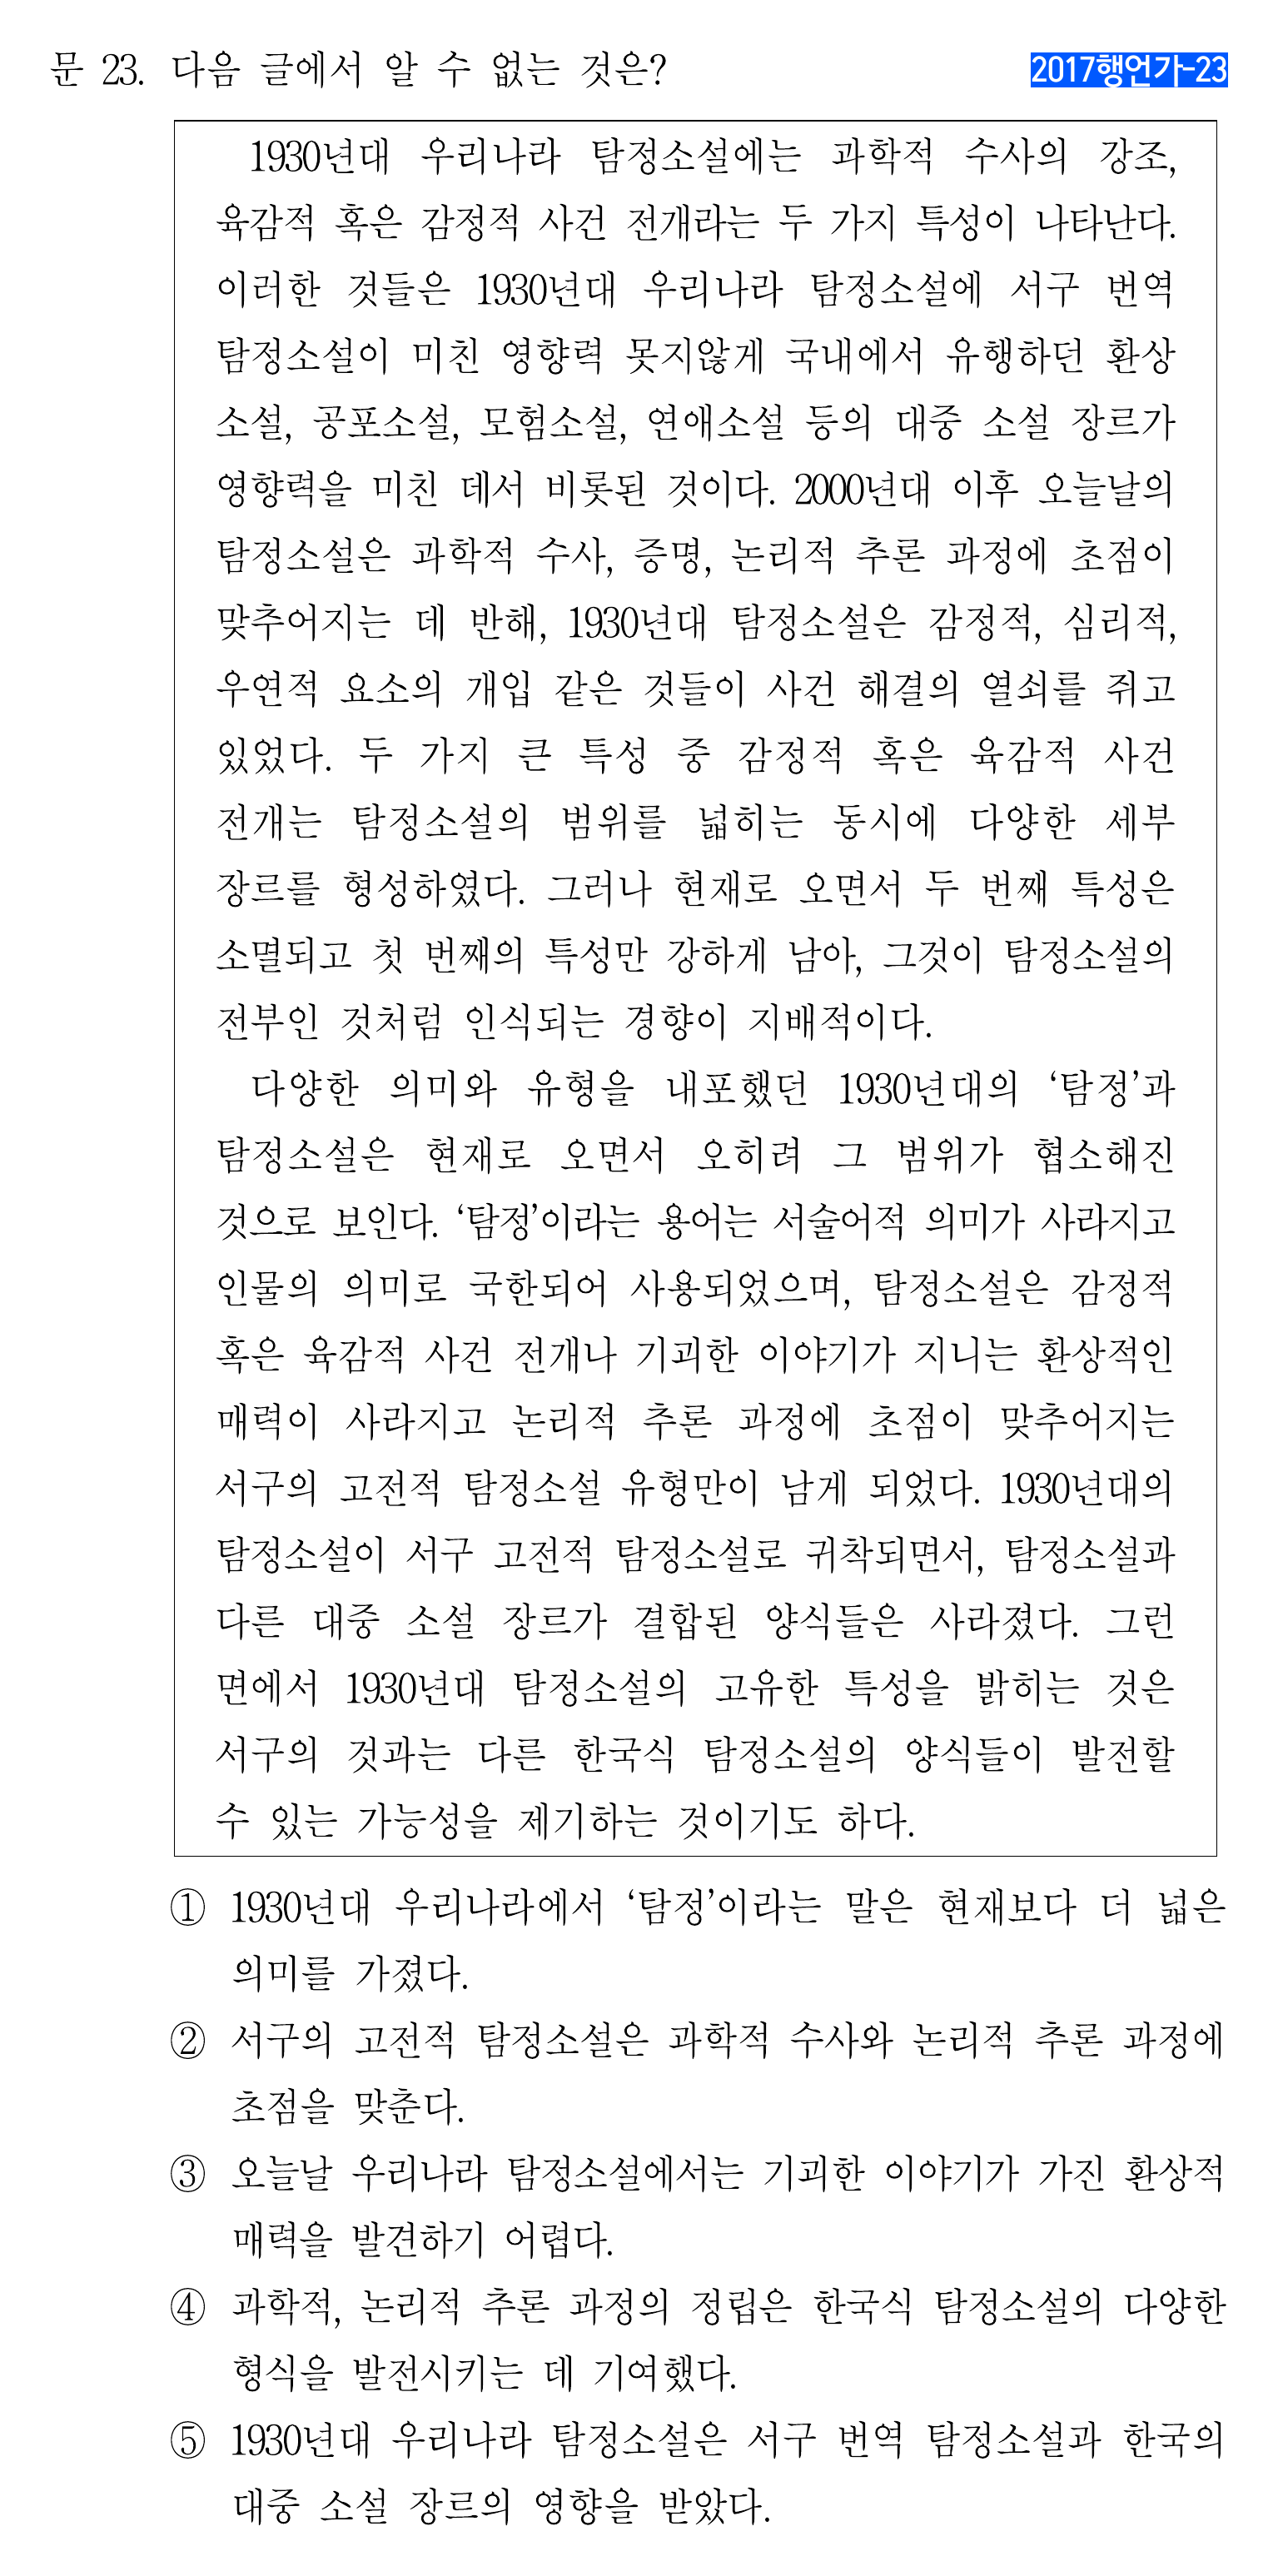 문 23. 다음 글에서 알 수 없는 것은?
2017행언가-23
1930년대 우리나라 탐정소설에는 과학적 수사의 강조,
육감적 혹은 감정적 사건 전개라는 두 가지 특성이 나타난다.
이러한 것들은 1930년대 우리나라 탐정소설에 서구 번역
탐정소설이 미친 영향력 못지않게 국내에서 유행하던 환상
소설, 공포소설, 모험소설, 연애소설 등의 대중 소설 장르가
영향력을 미친 데서 비롯된 것이다. 2000년대 이후 오늘날의
탐정소설은 과학적 수사, 증명, 논리적 추론 과정에 초점이
맞추어지는 데 반해, 1930년대 탐정소설은 감정적, 심리적,
우연적 요소의 개입 같은 것들이 사건 해결의 열쇠를 쥐고
있었다. 두 가지 큰 특성 중 감정적 혹은 육감적 사건
전개는 탐정소설의 범위를 넓히는 동시에 다양한 세부
장르를 형성하였다. 그러나 현재로 오면서 두 번째 특성은
소멸되고 첫 번째의 특성만 강하게 남아, 그것이 탐정소설의
전부인 것처럼 인식되는 경향이 지배적이다.
다양한 의미와 유형을 내포했던 1930년대의 ‘탐정’과
탐정소설은 현재로 오면서 오히려 그 범위가 협소해진
것으로 보인다. ‘탐정’이라는 용어는 서술어적 의미가 사라지고
인물의 의미로 국한되어 사용되었으며, 탐정소설은 감정적
혹은 육감적 사건 전개나 기괴한 이야기가 지니는 환상적인
매력이 사라지고 논리적 추론 과정에 초점이 맞추어지는
서구의 고전적 탐정소설 유형만이 남게 되었다. 1930년대의
탐정소설이 서구 고전적 탐정소설로 귀착되면서, 탐정소설과
다른 대중 소설 장르가 결합된 양식들은 사라졌다. 그런
면에서 1930년대 탐정소설의 고유한 특성을 밝히는 것은
서구의 것과는 다른 한국식 탐정소설의 양식들이 발전할
수 있는 가능성을 제기하는 것이기도 하다.
① 1930년대 우리나라에서 ‘탐정’이라는 말은 현재보다 더 넓은
의미를 가졌다.
② 서구의 고전적 탐정소설은 과학적 수사와 논리적 추론 과정에
초점을 맞춘다.
③ 오늘날 우리나라 탐정소설에서는 기괴한 이야기가 가진 환상적
매력을 발견하기 어렵다.
④ 과학적, 논리적 추론 과정의 정립은 한국식 탐정소설의 다양한
형식을 발전시키는 데 기여했다.
⑤ 1930년대 우리나라 탐정소설은 서구 번역 탐정소설과 한국의
대중 소설 장르의 영향을 받았다.